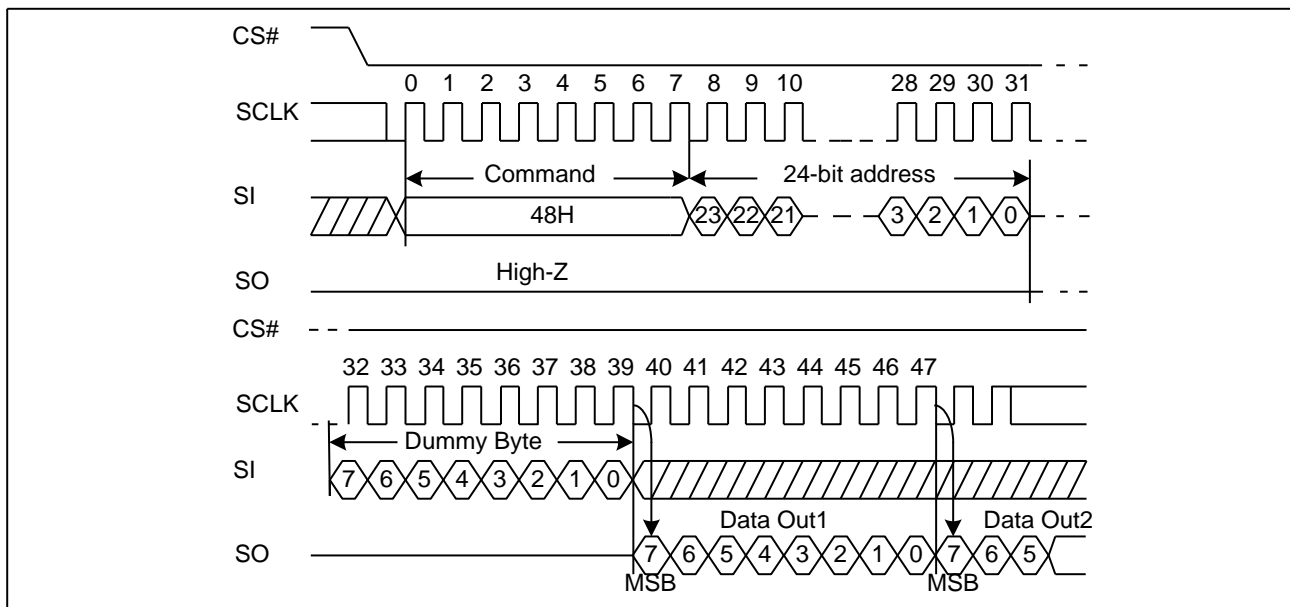 CS#
0 1 2 3 4 5 6 7 8 9 10 28 29 30 31
SCLK
Command 24-bit address
SI
48H 23 22 21 3 2 1 0
High-Z
SO
CS#
32 33 34 35 36 37 38 39 40 41 42 43 44 45 46 47
SCLK
Dummy Byte
SI
7 6 5 4 3 2 1 0
Data Out1 Data Out2
SO
7 6 5 4 3 2 1 0 7 6 5
MSB MSB